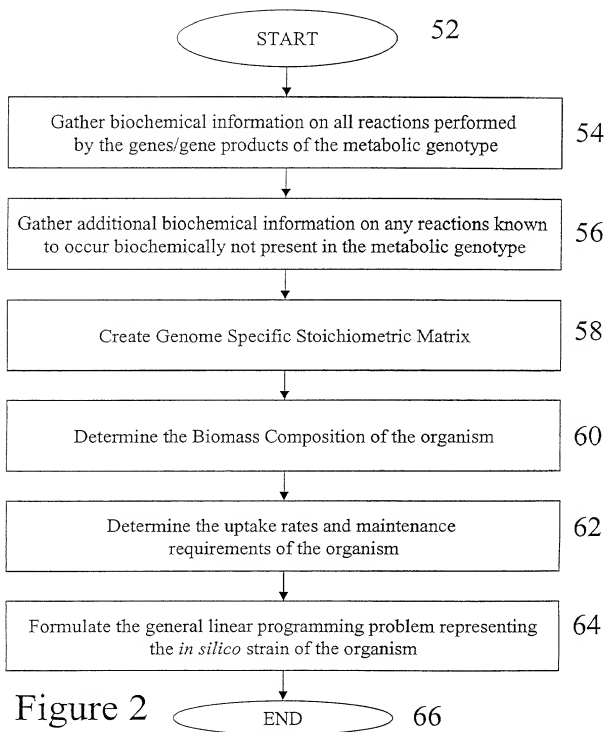 START
52
Gather biochemical information on all reactions performed
by the genes/gene products of the metabolic genotype
54
Gather additional biochemical information on any reactions known
to occur biochemically not present in the metabolic genotype
56
Create Genome Specific Stoichiometric Matrix
58
Determine the Biomass Composition of the organism
60
Determine the uptake rates and maintenance
requirements of the organism
62
Formulate the general linear programming problem representing
the in silico strain of the organism
64
Figure 2
END
66